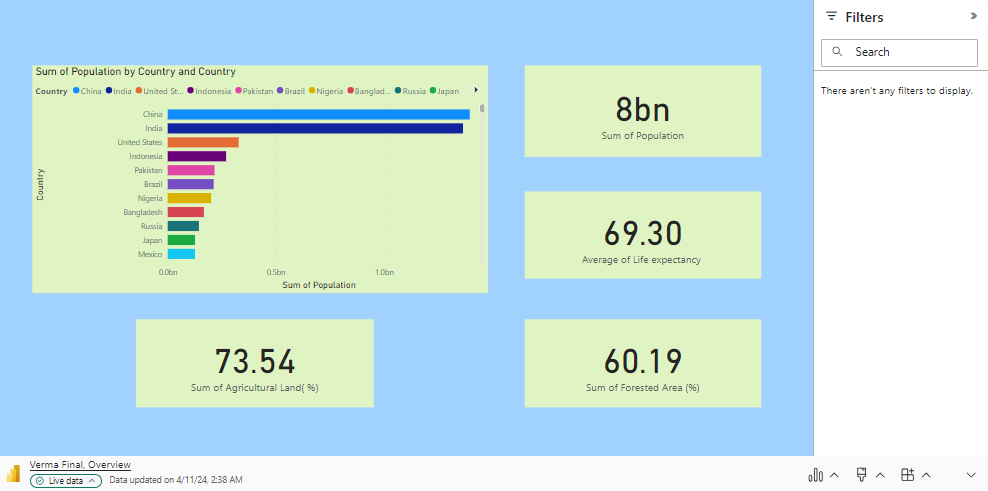 Sum of Population by Country and Country
Country China India United St... Indonesia Pakistan Brazil Nigeria Banglad... Russia Japan
China
India
United States
Indonesia
Pakistan
Brazil
Nigeria
Bangladesh
Russia
Japan
Mexico
Country
0.0bn 0.5bn 1.0bn
Sum of Population
8bn
Sum of Population
69.30
Average of Life expectancy
73.54
Sum of Agricultural Land( %)
60.19
Sum of Forested Area (%)
Filters
Search
There aren't any filters to display.
Verma Final, Overview
Live data
Data updated on 4/11/24, 2:38 AM